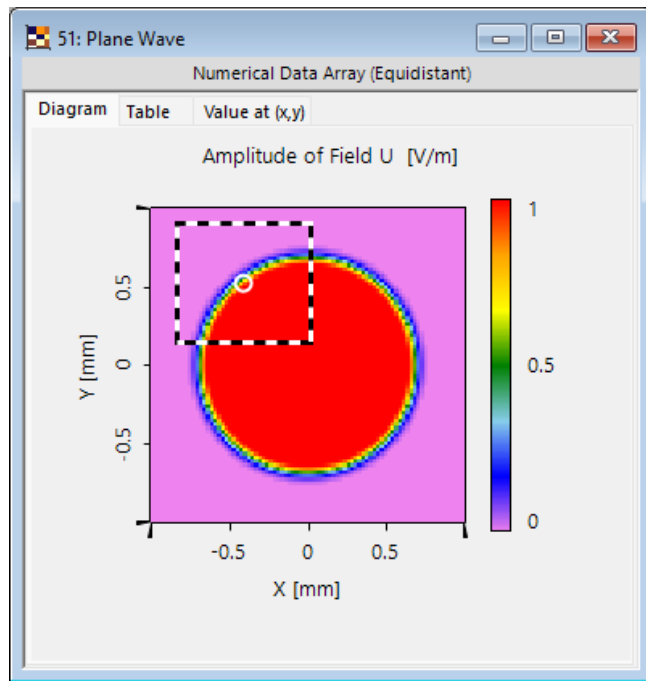 51: Plane Wave
Numerical Data Array (Equidistant)
Diagram Table Value at (x,y)
Amplitude of Field U [V/m]
1
0.5
0
Y [mm]
0.5
0
-0.5
-0.5 0 0.5
X [mm]